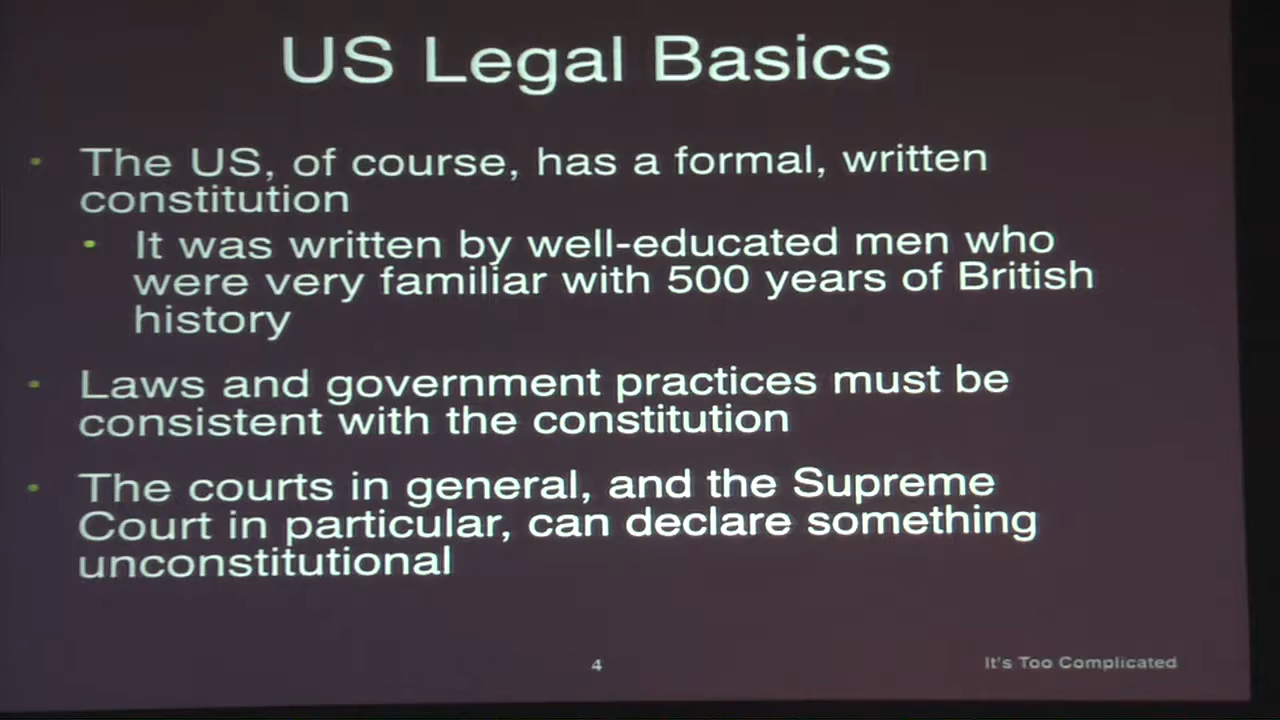 US Legal Basics
• The US, of course, has a formal, written
constitution
• It was written by well-educated men who
were very familiar with 500 years of British
history
• Laws and government practices must be
consistent with the constitution
• The courts in general, and the Supreme
Court in particular, can declare something
unconstitutional
4
It's Too Complicated